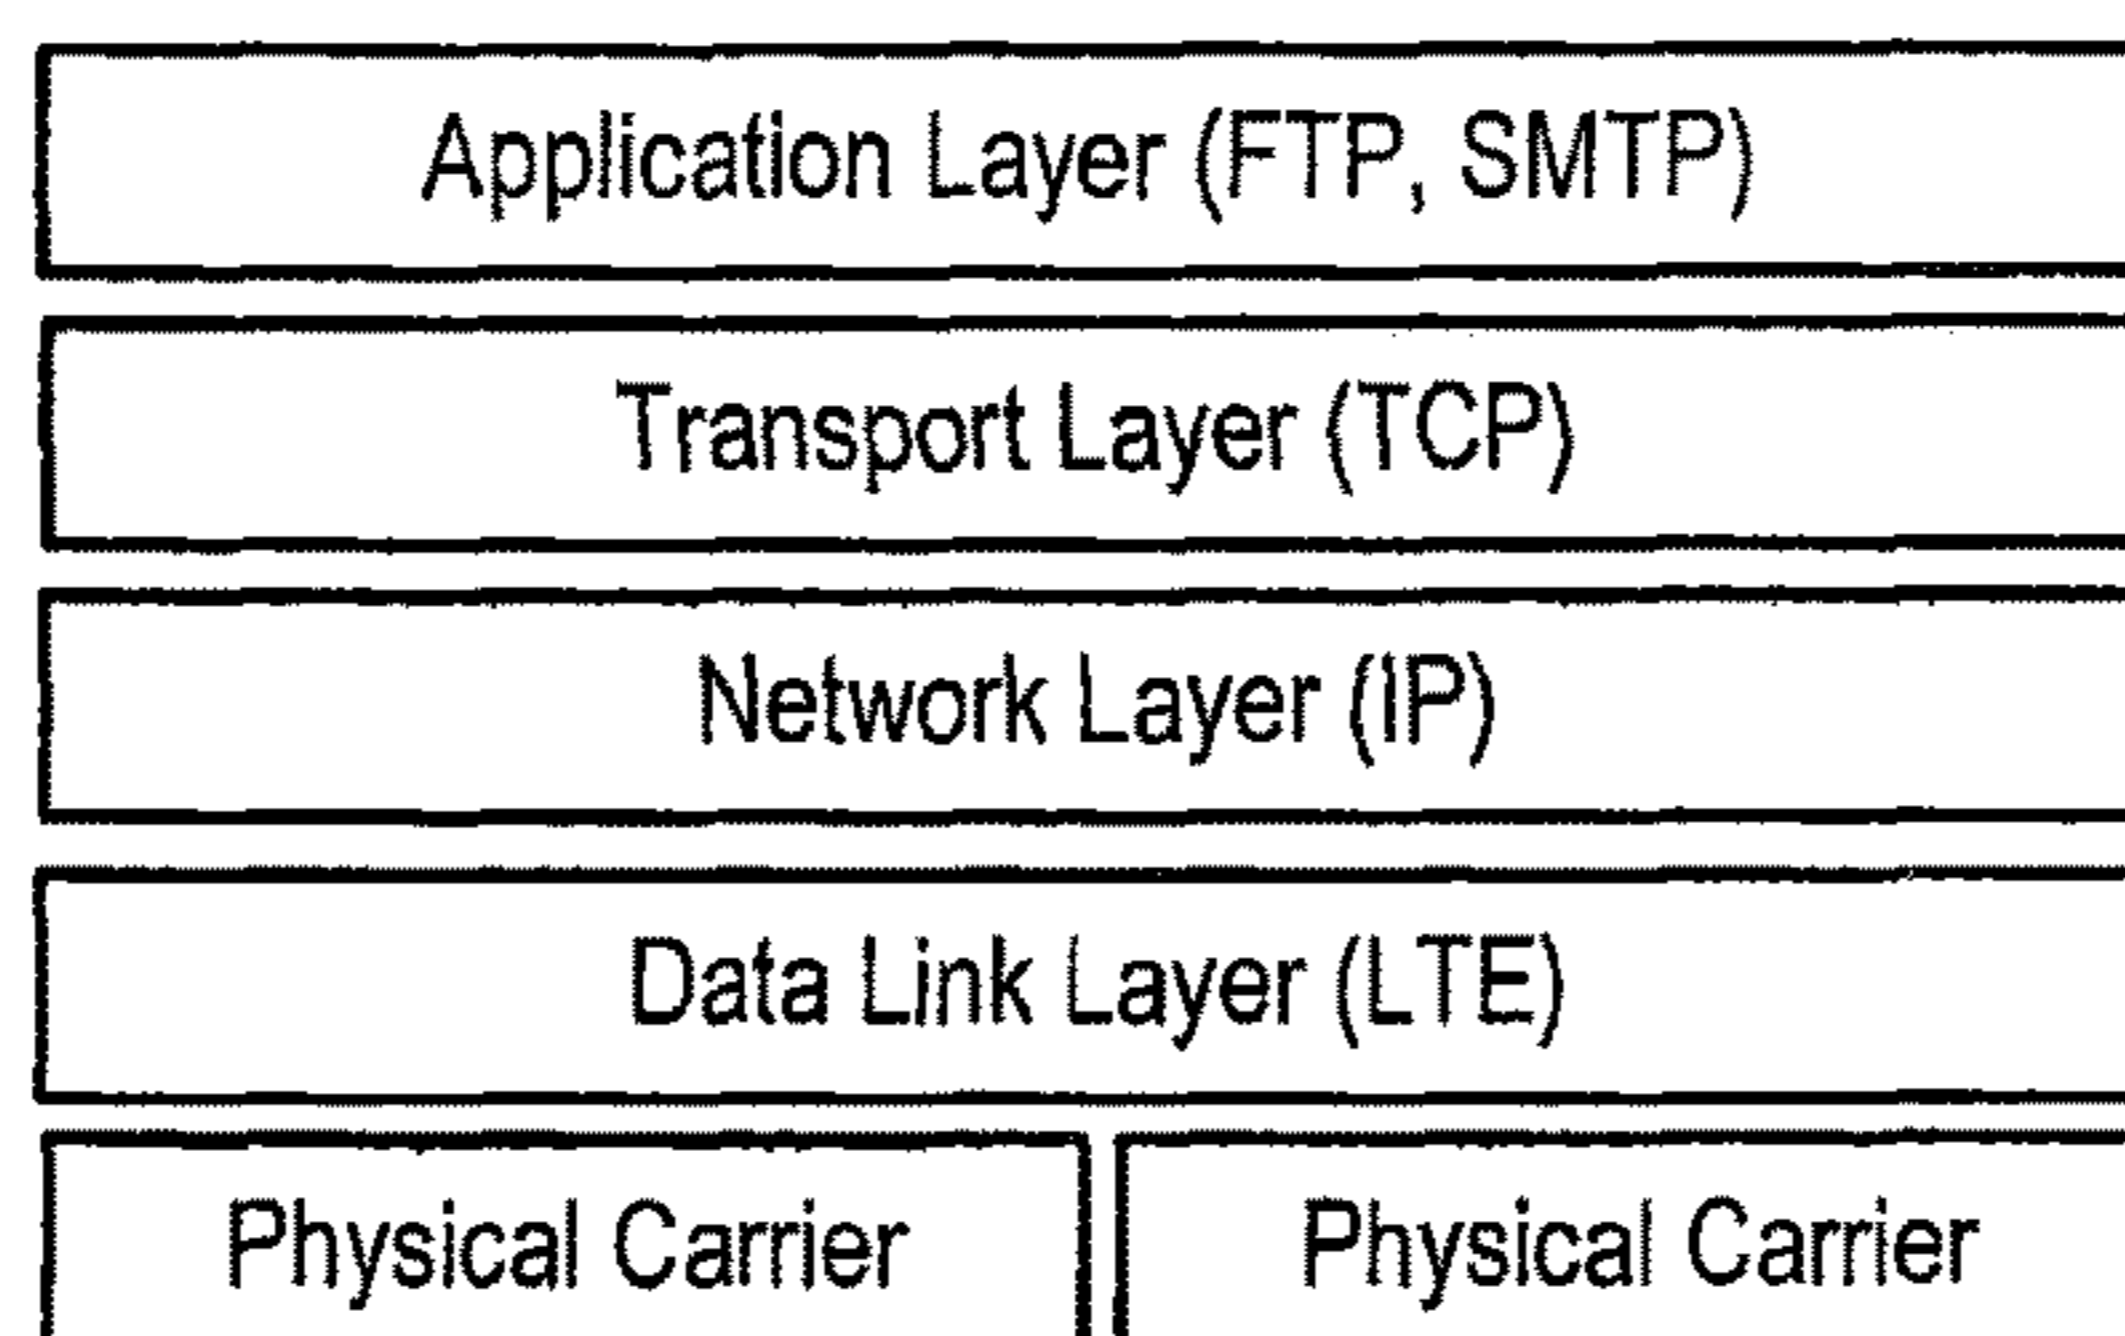 Application Layer (FTP, SMTP)
Transport Layer (TCP)
Network Layer (IP)
Data Link Layer (LTE)
Physical Carrier Physical Carrier